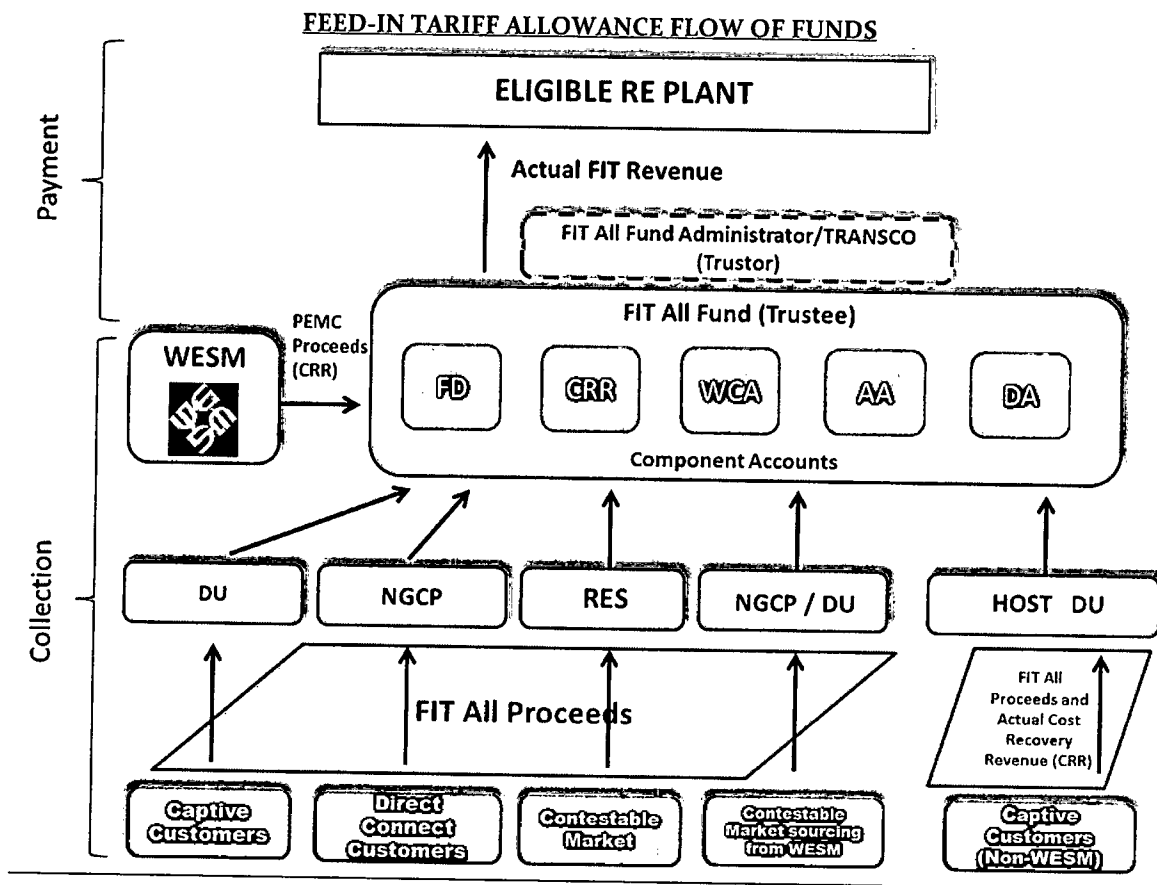 FEED-IN TARIFF ALLOWANCE FLOW OF FUNDS
Payment
ELIGIBLE RE PLANT
Actual FIT Revenue
FIT All Fund Administrator/TRANSCO
(Trustor)
FIT All Fund (Trustee)
WESM
WESM
PEMC
Proceeds
(CRR)
FD
CRR
WCA
AA
DA
Component Accounts
Collection
DU
NGCP
RES
NGCP / DU
HOST DU
FIT All Proceeds
FIT All
Proceeds and
Actual Cost
Recovery
Revenue (CRR)
Captive
Customers
Direct
Connect
Customers
Contestable
Market
Contestable
Market sourcing
from WESM
Captive
Customers
(Non-WESM)